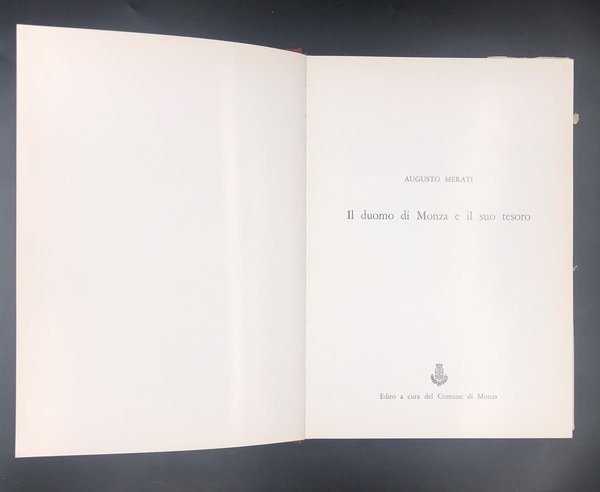 AUGUSTO MERATI
Il duomo di Monza e il suo tesoro
Edito a cura del Comune di Monza